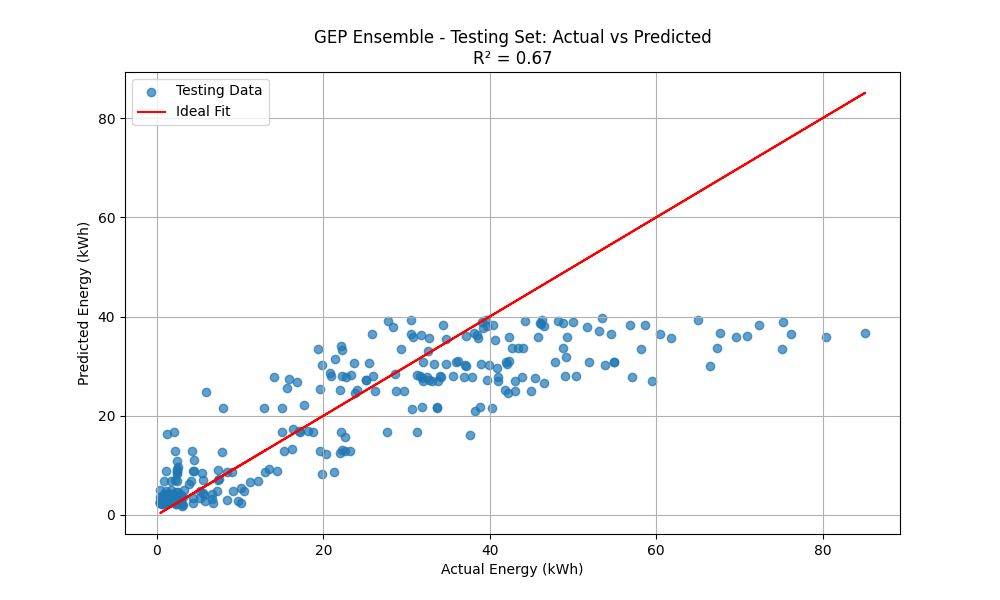 GEP Ensemble - Testing Set: Actual vs Predicted
R² = 0.67
Testing Data
Ideal Fit
80
60
40
20
0
Predicted Energy (kWh)
0 20 40 60 80
Actual Energy (kWh)